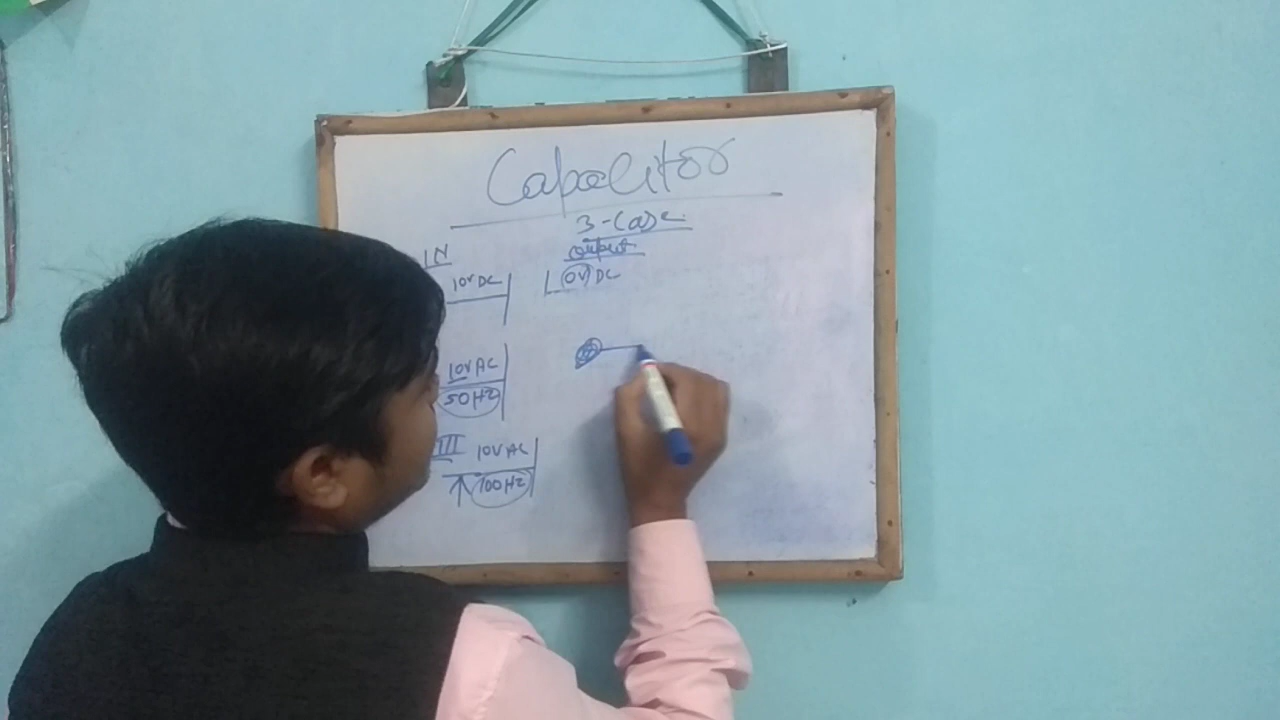 Capacitor
3-Case
IN output
10V DC 0V DC
10V AC
50HZ
III 10V AC
100HZ